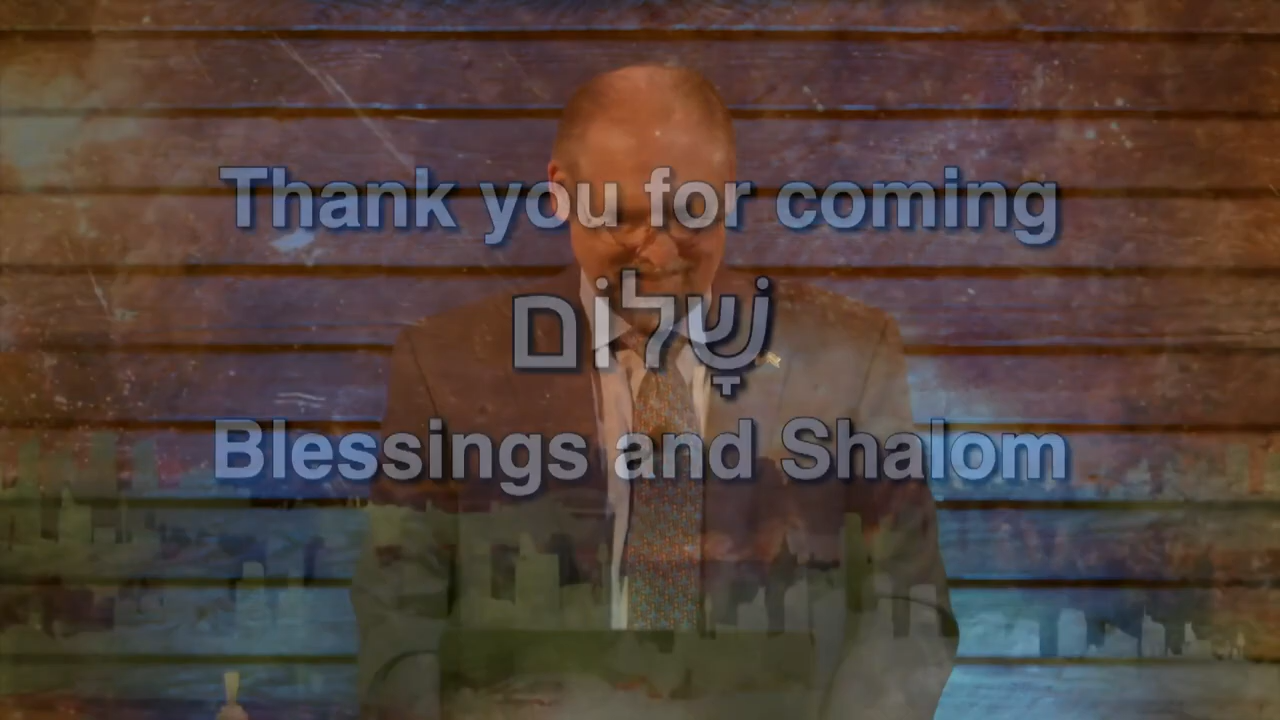 Thank you for coming
שָׁלוֹם
Blessings and Shalom